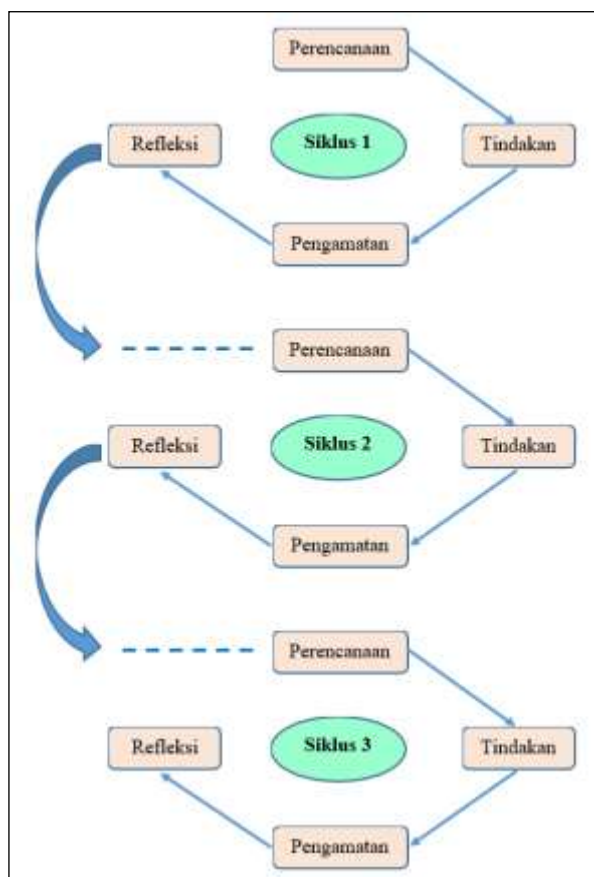 Perencanaan
Refleksi
Siklus 1
Tindakan
Pengamatan
Perencanaan
Refleksi
Siklus 2
Tindakan
Pengamatan
Perencanaan
Refleksi
Siklus 3
Tindakan
Pengamatan